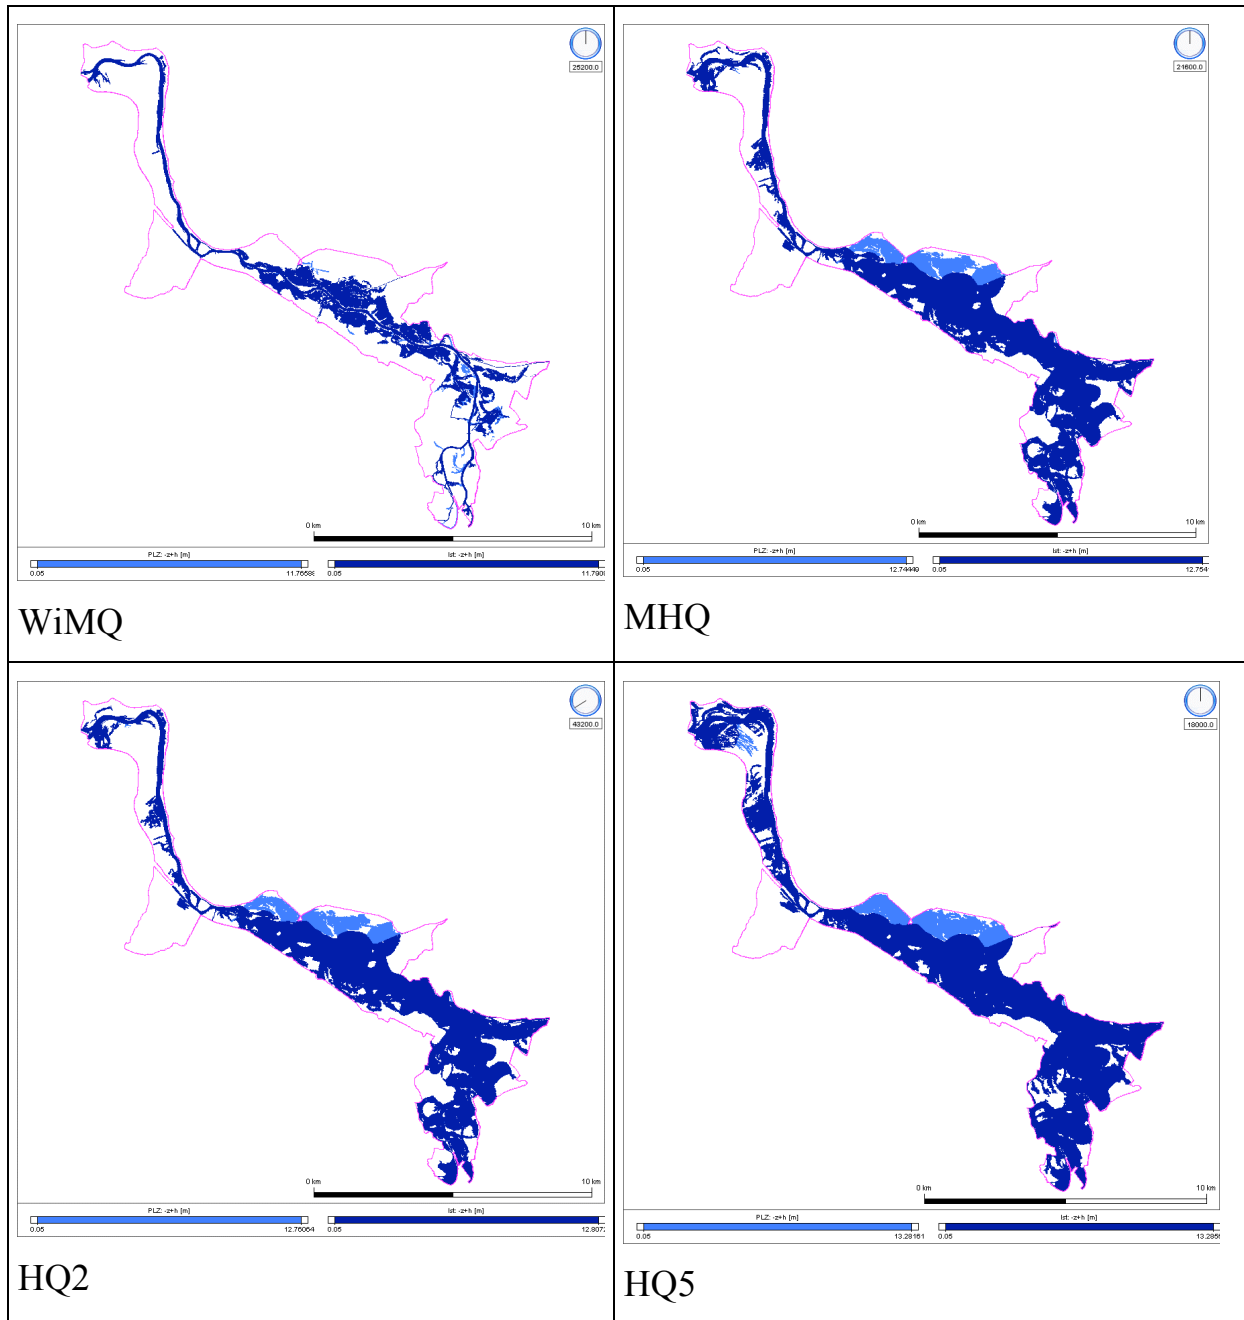 25200.0
0 km 10 km
PLZ: -z+h [m] Ist: -z+h [m]
0.05 0.05
WiMQ
21600.0
0 km 10 km
PLZ: -z+h [m] Ist: -z+h [m]
0.05 0.05
MHQ
43200.0
0 km 10 km
PLZ: -z+h [m] Ist: -z+h [m]
0.05 12.76064 0.05
HQ2
18000.0
0 km 10 km
PLZ: -z+h [m] Ist: -z+h [m]
0.05 13.28161 0.05
HQ5